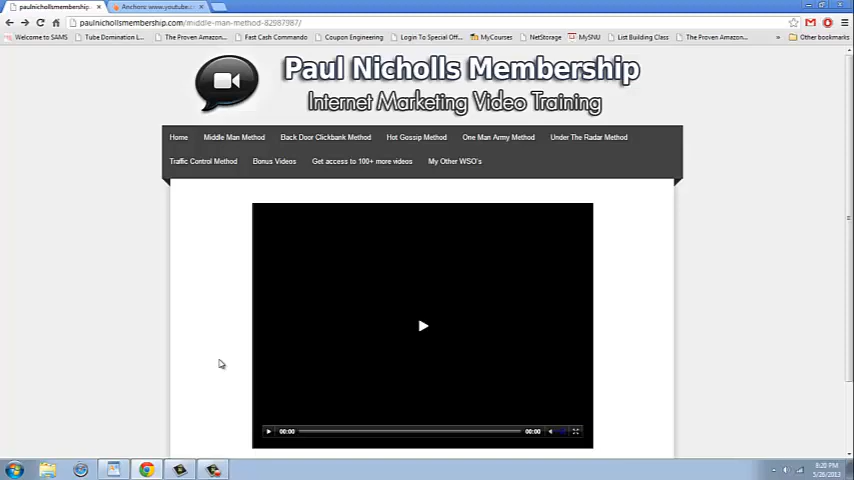 paulnichollsmembership.
Anchors: www.youtube.c
paulnichollsmembership.com/middle-man-method-82987987/
Welcome to SAMS Tube Domination L... The Proven Amazon... Fast Cash Commando Coupon Engineering Login To Special Off... MyCourses NetStorage MySNU List Building Class The Proven Amazon... Other bookmarks
Paul Nicholls Membership
Internet Marketing Video Training
Home Middle Man Method Back Door Clickbank Method Hot Gossip Method One Man Army Method Under The Radar Method
Traffic Control Method Bonus Videos Get access to 100+ more videos My Other WSO's
00:00 00:00
8:20 PM
5/26/2013